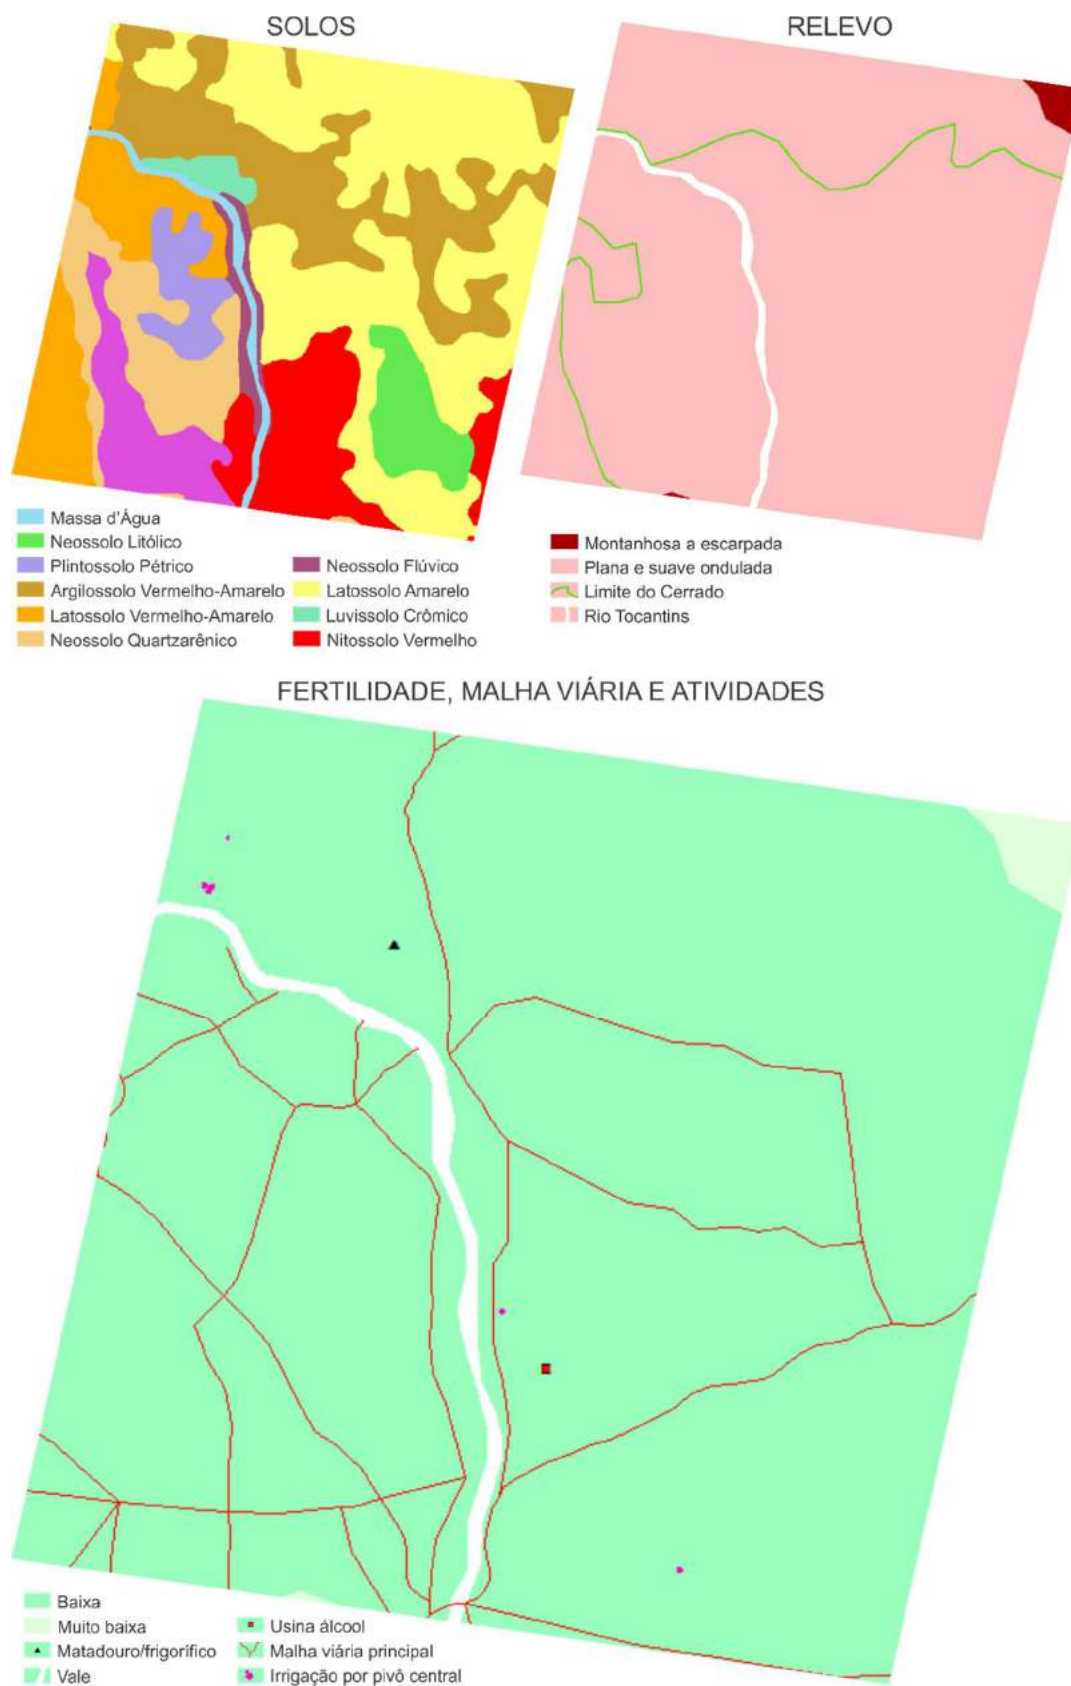 SOLOS
RELEVO
Massa d'Água
Neossolo Litólico
Plintossolo Pétrico
Argilossolo Vermelho-Amarelo
Latossolo Vermelho-Amarelo
Neossolo Quartzarênico
Neossolo Flúvico
Latossolo Amarelo
Luvissolo Crômico
Nitossolo Vermelho
Montanhosa a escarpada
Plana e suave ondulada
Limite do Cerrado
Rio Tocantins
FERTILIDADE, MALHA VIÁRIA E ATIVIDADES
Baixa
Muito baixa
Matadouro/frigorífico
Vale
Usina álcool
Malha viária principal
Irrigação por pivô central